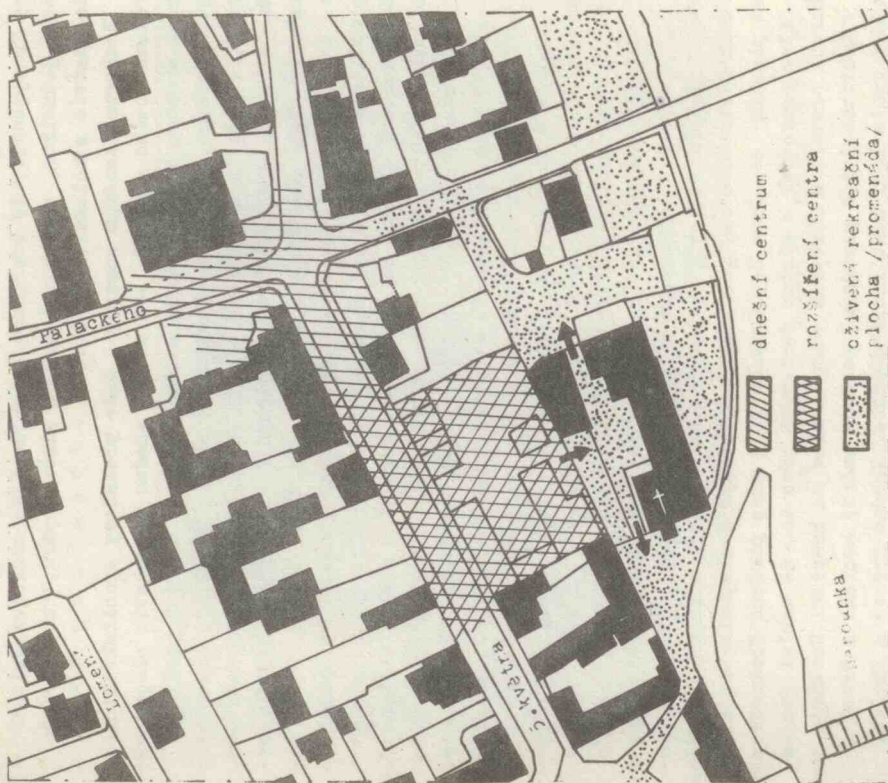 Palackého
5. května
dnešní centrum
rozšíření centra
oživená rekreační
plocha /promenáda/